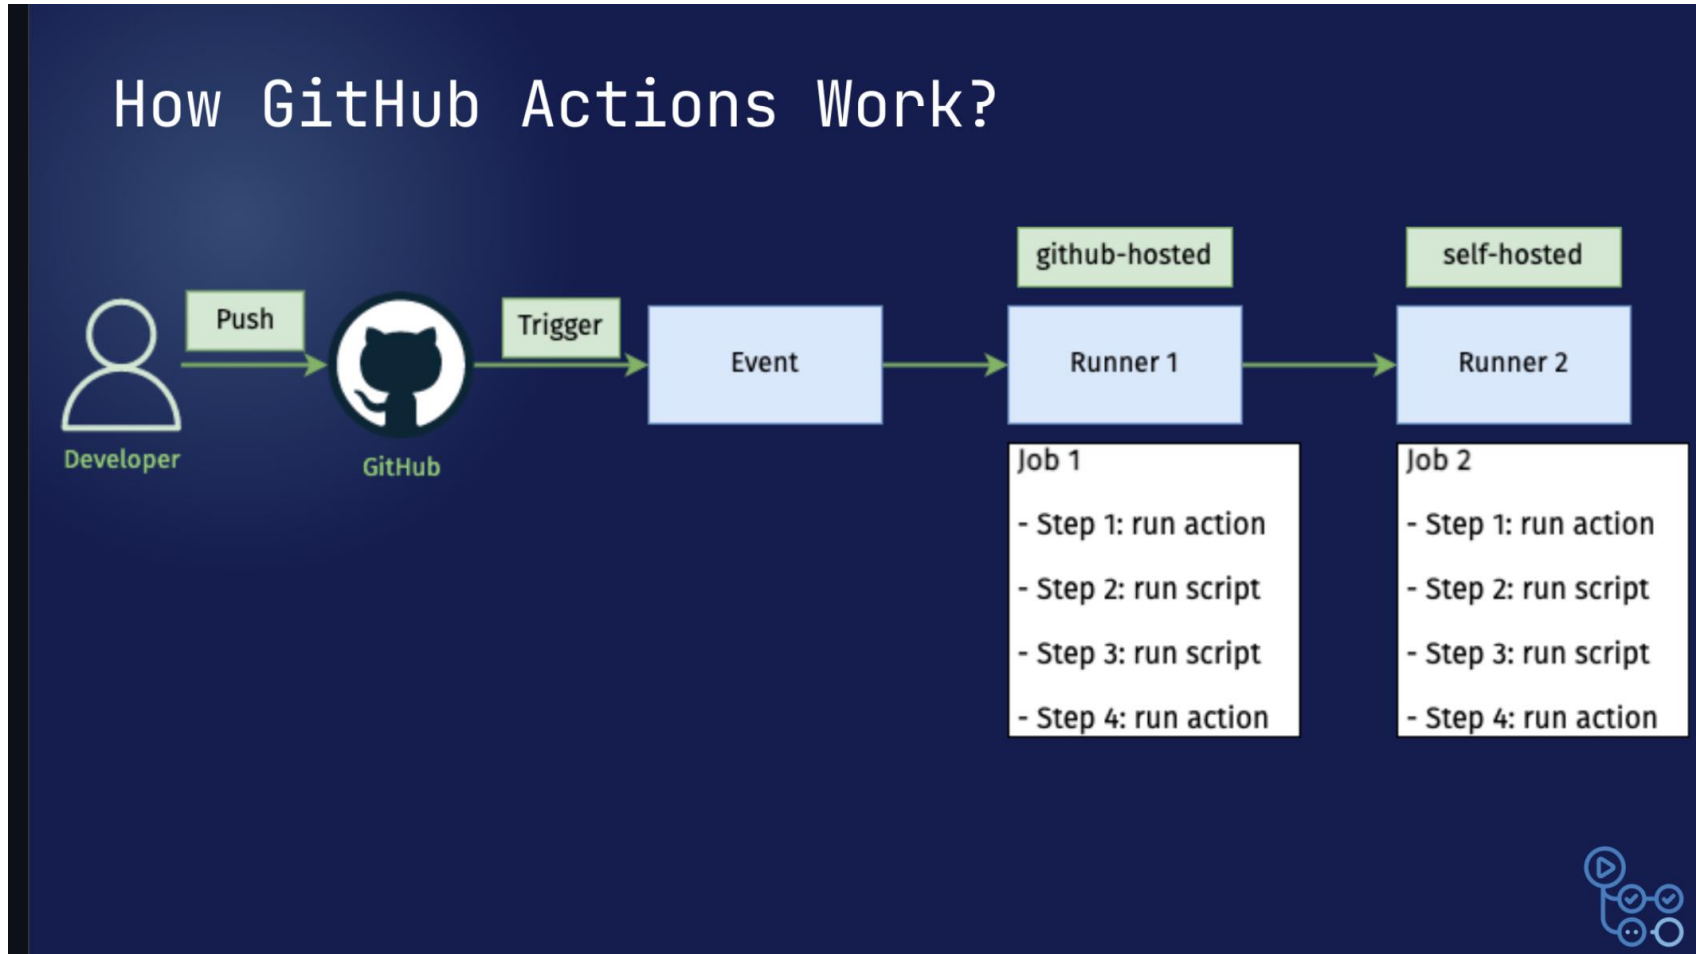 How GitHub Actions Work?
github-hosted
self-hosted
Push
Trigger
Event
Runner 1
Runner 2
Developer
GitHub
Job 1
- Step 1: run action
- Step 2: run script
- Step 3: run script
- Step 4: run action
Job 2
- Step 1: run action
- Step 2: run script
- Step 3: run script
- Step 4: run action